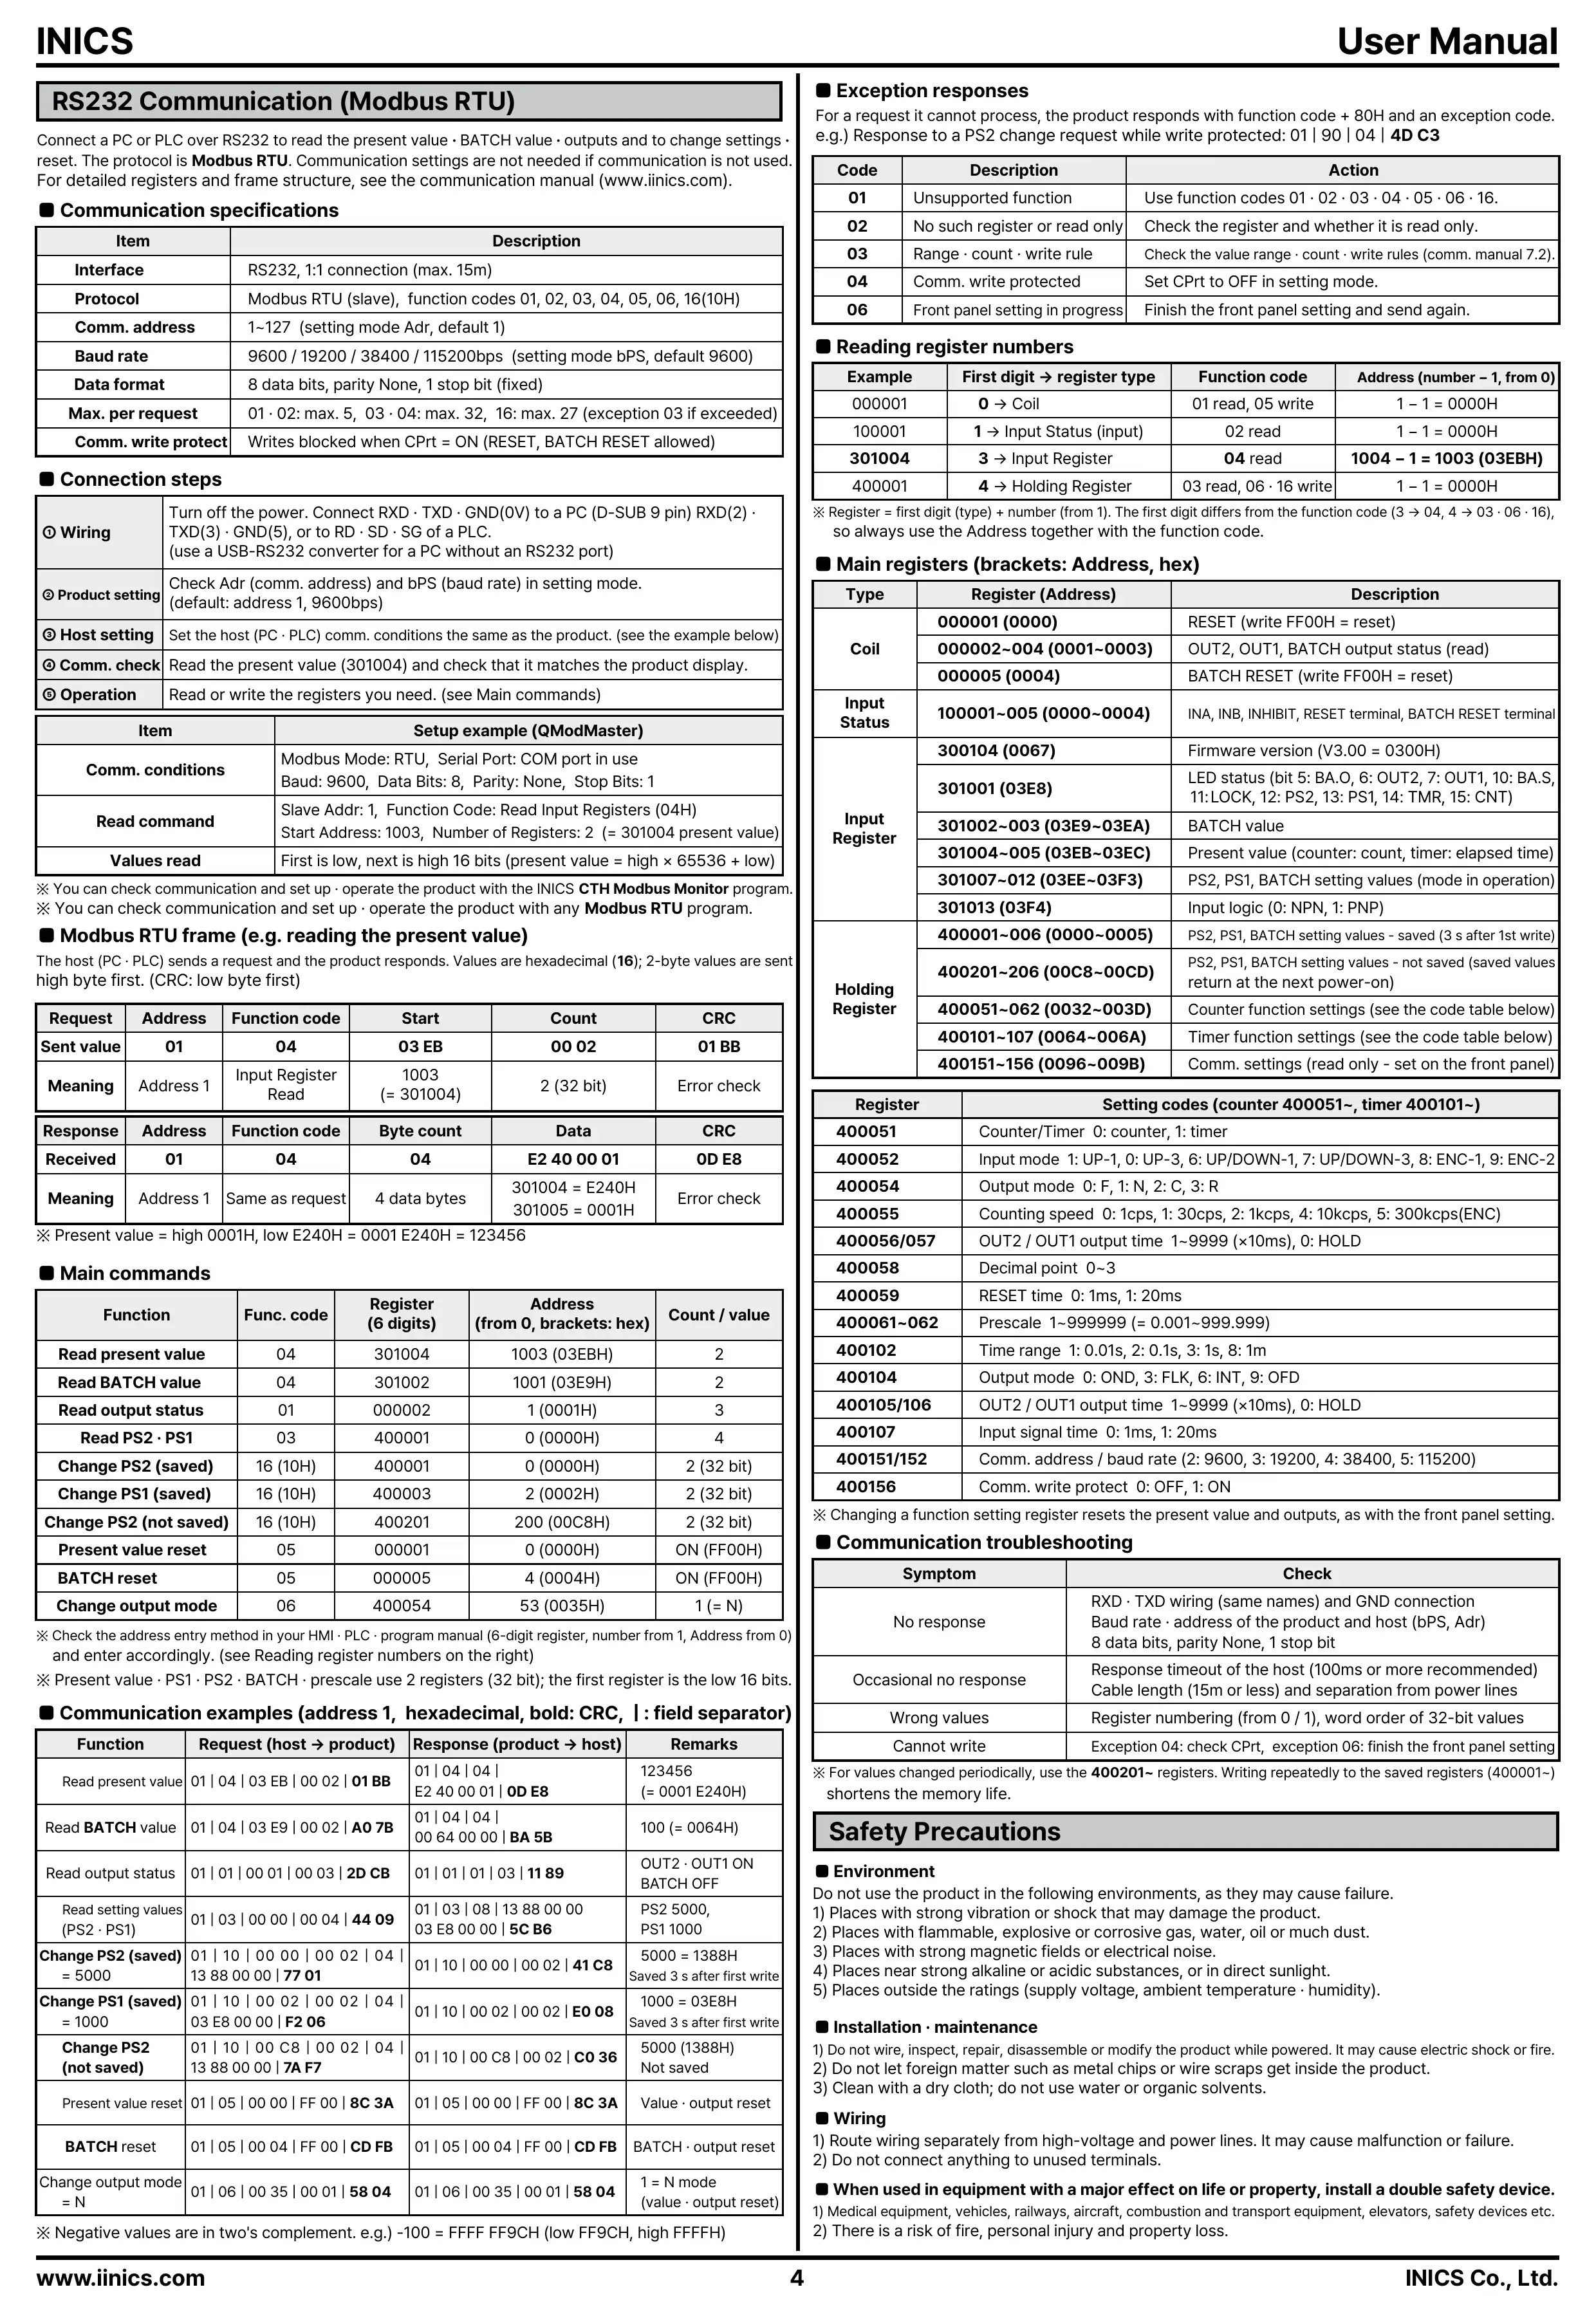 INICS
User Manual
RS232 Communication (Modbus RTU)
Connect a PC or PLC over RS232 to read the present value · BATCH value · outputs and to change settings ·
reset. The protocol is Modbus RTU. Communication settings are not needed if communication is not used.
For detailed registers and frame structure, see the communication manual (www.iinics.com).
■ Communication specifications
Item Description
Interface RS232, 1:1 connection (max. 15m)
Protocol Modbus RTU (slave), function codes 01, 02, 03, 04, 05, 06, 16(10H)
Comm. address 1~127 (setting mode Adr, default 1)
Baud rate 9600 / 19200 / 38400 / 115200bps (setting mode bPS, default 9600)
Data format 8 data bits, parity None, 1 stop bit (fixed)
Max. per request 01 · 02: max. 5, 03 · 04: max. 32, 16: max. 27 (exception 03 if exceeded)
Comm. write protect Writes blocked when CPrt = ON (RESET, BATCH RESET allowed)
■ Connection steps
① Wiring
Turn off the power. Connect RXD · TXD · GND(0V) to a PC (D-SUB 9 pin) RXD(2) ·
TXD(3) · GND(5), or to RD · SD · SG of a PLC.
(use a USB-RS232 converter for a PC without an RS232 port)
② Product setting
Check Adr (comm. address) and bPS (baud rate) in setting mode.
(default: address 1, 9600bps)
③ Host setting Set the host (PC · PLC) comm. conditions the same as the product. (see the example below)
④ Comm. check Read the present value (301004) and check that it matches the product display.
⑤ Operation Read or write the registers you need. (see Main commands)
Item Setup example (QModMaster)
Comm. conditions
Modbus Mode: RTU, Serial Port: COM port in use
Baud: 9600, Data Bits: 8, Parity: None, Stop Bits: 1
Read command
Slave Addr: 1, Function Code: Read Input Registers (04H)
Start Address: 1003, Number of Registers: 2 (= 301004 present value)
Values read First is low, next is high 16 bits (present value = high × 65536 + low)
※ You can check communication and set up · operate the product with the INICS CTH Modbus Monitor program.
※ You can check communication and set up · operate the product with any Modbus RTU program.
■ Modbus RTU frame (e.g. reading the present value)
The host (PC · PLC) sends a request and the product responds. Values are hexadecimal (16); 2-byte values are sent
high byte first. (CRC: low byte first)
Request Address Function code Start Count CRC
Sent value 01 04 03 EB 00 02 01 BB
Meaning Address 1 Input Register Read 1003 (= 301004) 2 (32 bit) Error check
Response Address Function code Byte count Data CRC
Received 01 04 04 E2 40 00 01 0D E8
Meaning Address 1 Same as request 4 data bytes 301004 = E240H 301005 = 0001H Error check
※ Present value = high 0001H, low E240H = 0001 E240H = 123456
■ Main commands
Function Func. code Register (6 digits) Address (from 0, brackets: hex) Count / value
Read present value 04 301004 1003 (03EBH) 2
Read BATCH value 04 301002 1001 (03E9H) 2
Read output status 01 000002 1 (0001H) 3
Read PS2 · PS1 03 400001 0 (0000H) 4
Change PS2 (saved) 16 (10H) 400001 0 (0000H) 2 (32 bit)
Change PS1 (saved) 16 (10H) 400003 2 (0002H) 2 (32 bit)
Change PS2 (not saved) 16 (10H) 400201 200 (00C8H) 2 (32 bit)
Present value reset 05 000001 0 (0000H) ON (FF00H)
BATCH reset 05 000005 4 (0004H) ON (FF00H)
Change output mode 06 400054 53 (0035H) 1 (= N)
※ Check the address entry method in your HMI · PLC · program manual (6-digit register, number from 1, Address from 0)
and enter accordingly. (see Reading register numbers on the right)
※ Present value · PS1 · PS2 · BATCH · prescale use 2 registers (32 bit); the first register is the low 16 bits.
■ Communication examples (address 1, hexadecimal, bold: CRC, | : field separator)
Function Request (host → product) Response (product → host) Remarks
Read present value 01 | 04 | 03 EB | 00 02 | 01 BB
01 | 04 | 04 |
E2 40 00 01 | 0D E8
123456
(= 0001 E240H)
Read BATCH value 01 | 04 | 03 E9 | 00 02 | A0 7B
01 | 04 | 04 |
00 64 00 00 | BA 5B
100 (= 0064H)
Read output status 01 | 01 | 00 01 | 00 03 | 2D CB 01 | 01 | 01 | 03 | 11 89
OUT2 · OUT1 ON
BATCH OFF
Read setting values
(PS2 · PS1)
01 | 03 | 00 00 | 00 04 | 44 09
01 | 03 | 08 | 13 88 00 00
03 E8 00 00 | 5C B6
PS2 5000,
PS1 1000
Change PS2 (saved)
= 5000
01 | 10 | 00 00 | 00 02 | 04 |
13 88 00 00 | 77 01
01 | 10 | 00 00 | 00 02 | 41 C8
5000 = 1388H
Saved 3 s after first write
Change PS1 (saved)
= 1000
01 | 10 | 00 02 | 00 02 | 04 |
03 E8 00 00 | F2 06
01 | 10 | 00 02 | 00 02 | E0 08
1000 = 03E8H
Saved 3 s after first write
Change PS2
(not saved)
01 | 10 | 00 C8 | 00 02 | 04 |
13 88 00 00 | 7A F7
01 | 10 | 00 C8 | 00 02 | C0 36
5000 (1388H)
Not saved
Present value reset 01 | 05 | 00 00 | FF 00 | 8C 3A 01 | 05 | 00 00 | FF 00 | 8C 3A Value · output reset
BATCH reset 01 | 05 | 00 04 | FF 00 | CD FB 01 | 05 | 00 04 | FF 00 | CD FB BATCH · output reset
Change output mode
= N
01 | 06 | 00 35 | 00 01 | 58 04 01 | 06 | 00 35 | 00 01 | 58 04
1 = N mode
(value · output reset)
※ Negative values are in two's complement. e.g.) -100 = FFFF FF9CH (low FF9CH, high FFFFH)
■ Exception responses
For a request it cannot process, the product responds with function code + 80H and an exception code.
e.g.) Response to a PS2 change request while write protected: 01 | 90 | 04 | 4D C3
Code Description Action
01 Unsupported function Use function codes 01 · 02 · 03 · 04 · 05 · 06 · 16.
02 No such register or read only Check the register and whether it is read only.
03 Range · count · write rule Check the value range · count · write rules (comm. manual 7.2).
04 Comm. write protected Set CPrt to OFF in setting mode.
06 Front panel setting in progress Finish the front panel setting and send again.
■ Reading register numbers
Example First digit → register type Function code Address (number − 1, from 0)
000001 0 → Coil 01 read, 05 write 1 − 1 = 0000H
100001 1 → Input Status (input) 02 read 1 − 1 = 0000H
301004 3 → Input Register 04 read 1004 − 1 = 1003 (03EBH)
400001 4 → Holding Register 03 read, 06 · 16 write 1 − 1 = 0000H
※ Register = first digit (type) + number (from 1). The first digit differs from the function code (3 → 04, 4 → 03 · 06 · 16),
so always use the Address together with the function code.
■ Main registers (brackets: Address, hex)
Type Register (Address) Description
Coil
000001 (0000) RESET (write FF00H = reset)
000002~004 (0001~0003) OUT2, OUT1, BATCH output status (read)
000005 (0004) BATCH RESET (write FF00H = reset)
Input Status
100001~005 (0000~0004) INA, INB, INHIBIT, RESET terminal, BATCH RESET terminal
Input Register
300104 (0067) Firmware version (V3.00 = 0300H)
301001 (03E8) LED status (bit 5: BA.O, 6: OUT2, 7: OUT1, 10: BA.S,
11:LOCK, 12: PS2, 13: PS1, 14: TMR, 15: CNT)
301002~003 (03E9~03EA) BATCH value
301004~005 (03EB~03EC) Present value (counter: count, timer: elapsed time)
301007~012 (03EE~03F3) PS2, PS1, BATCH setting values (mode in operation)
301013 (03F4) Input logic (0: NPN, 1: PNP)
Holding Register
400001~006 (0000~0005) PS2, PS1, BATCH setting values - saved (3 s after 1st write)
400201~206 (00C8~00CD) PS2, PS1, BATCH setting values - not saved (saved values
return at the next power-on)
400051~062 (0032~003D) Counter function settings (see the code table below)
400101~107 (0064~006A) Timer function settings (see the code table below)
400151~156 (0096~009B) Comm. settings (read only - set on the front panel)
Register Setting codes (counter 400051~, timer 400101~)
400051 Counter/Timer 0: counter, 1: timer
400052 Input mode 1: UP-1, 0: UP-3, 6: UP/DOWN-1, 7: UP/DOWN-3, 8: ENC-1, 9: ENC-2
400054 Output mode 0: F, 1: N, 2: C, 3: R
400055 Counting speed 0: 1cps, 1: 30cps, 2: 1kcps, 4: 10kcps, 5: 300kcps(ENC)
400056/057 OUT2 / OUT1 output time 1~9999 (×10ms), 0: HOLD
400058 Decimal point 0~3
400059 RESET time 0: 1ms, 1: 20ms
400061~062 Prescale 1~999999 (= 0.001~999.999)
400102 Time range 1: 0.01s, 2: 0.1s, 3: 1s, 8: 1m
400104 Output mode 0: OND, 3: FLK, 6: INT, 9: OFD
400105/106 OUT2 / OUT1 output time 1~9999 (×10ms), 0: HOLD
400107 Input signal time 0: 1ms, 1: 20ms
400151/152 Comm. address / baud rate (2: 9600, 3: 19200, 4: 38400, 5: 115200)
400156 Comm. write protect 0: OFF, 1: ON
※ Changing a function setting register resets the present value and outputs, as with the front panel setting.
■ Communication troubleshooting
Symptom Check
No response
RXD · TXD wiring (same names) and GND connection
Baud rate · address of the product and host (bPS, Adr)
8 data bits, parity None, 1 stop bit
Occasional no response
Response timeout of the host (100ms or more recommended)
Cable length (15m or less) and separation from power lines
Wrong values Register numbering (from 0 / 1), word order of 32-bit values
Cannot write Exception 04: check CPrt, exception 06: finish the front panel setting
※ For values changed periodically, use the 400201~ registers. Writing repeatedly to the saved registers (400001~)
shortens the memory life.
Safety Precautions
■ Environment
Do not use the product in the following environments, as they may cause failure.
1) Places with strong vibration or shock that may damage the product.
2) Places with flammable, explosive or corrosive gas, water, oil or much dust.
3) Places with strong magnetic fields or electrical noise.
4) Places near strong alkaline or acidic substances, or in direct sunlight.
5) Places outside the ratings (supply voltage, ambient temperature · humidity).
■ Installation · maintenance
1) Do not wire, inspect, repair, disassemble or modify the product while powered. It may cause electric shock or fire.
2) Do not let foreign matter such as metal chips or wire scraps get inside the product.
3) Clean with a dry cloth; do not use water or organic solvents.
■ Wiring
1) Route wiring separately from high-voltage and power lines. It may cause malfunction or failure.
2) Do not connect anything to unused terminals.
■ When used in equipment with a major effect on life or property, install a double safety device.
1) Medical equipment, vehicles, railways, aircraft, combustion and transport equipment, elevators, safety devices etc.
2) There is a risk of fire, personal injury and property loss.
www.iinics.com
4
INICS Co., Ltd.